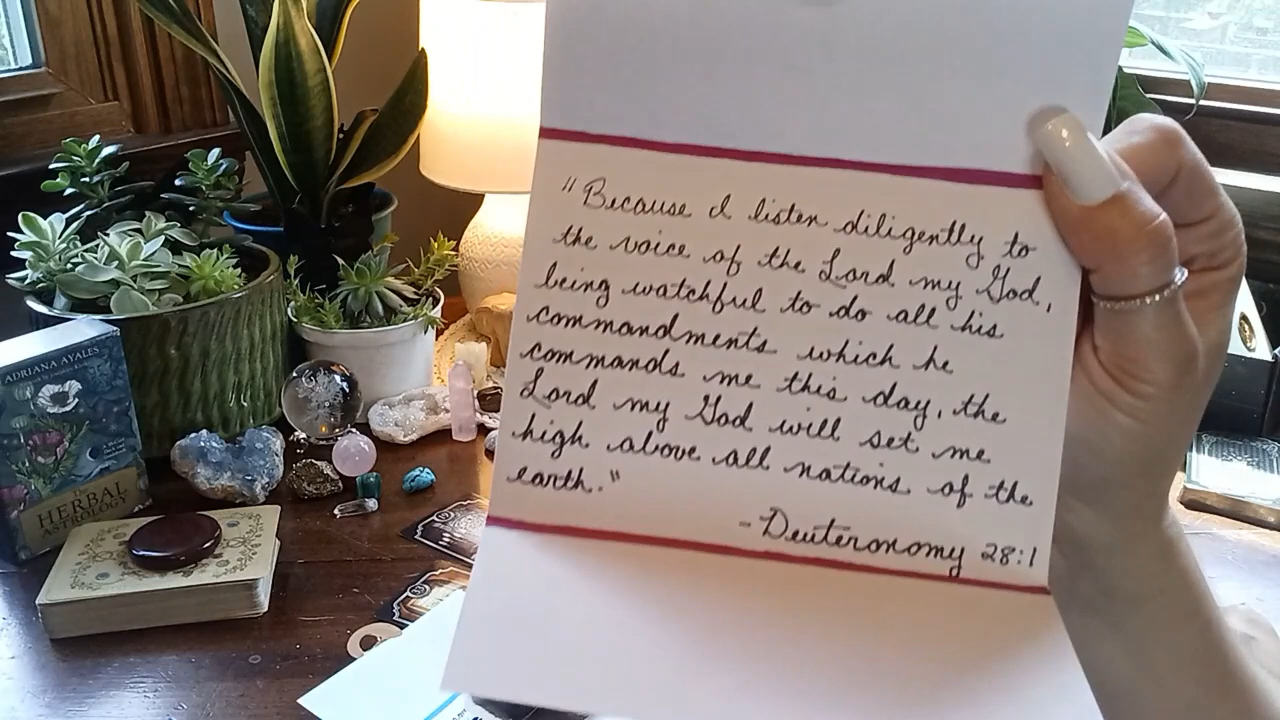 "Because I listen diligently to
the voice of the Lord my God,
being watchful to do all his
commandments which he
commands me this day, the
Lord my God will set me
high above all nations of the
earth."
- Deuteronomy 28:1
ADRIANA AYALES
The
HERBAL
ASTROLOGY